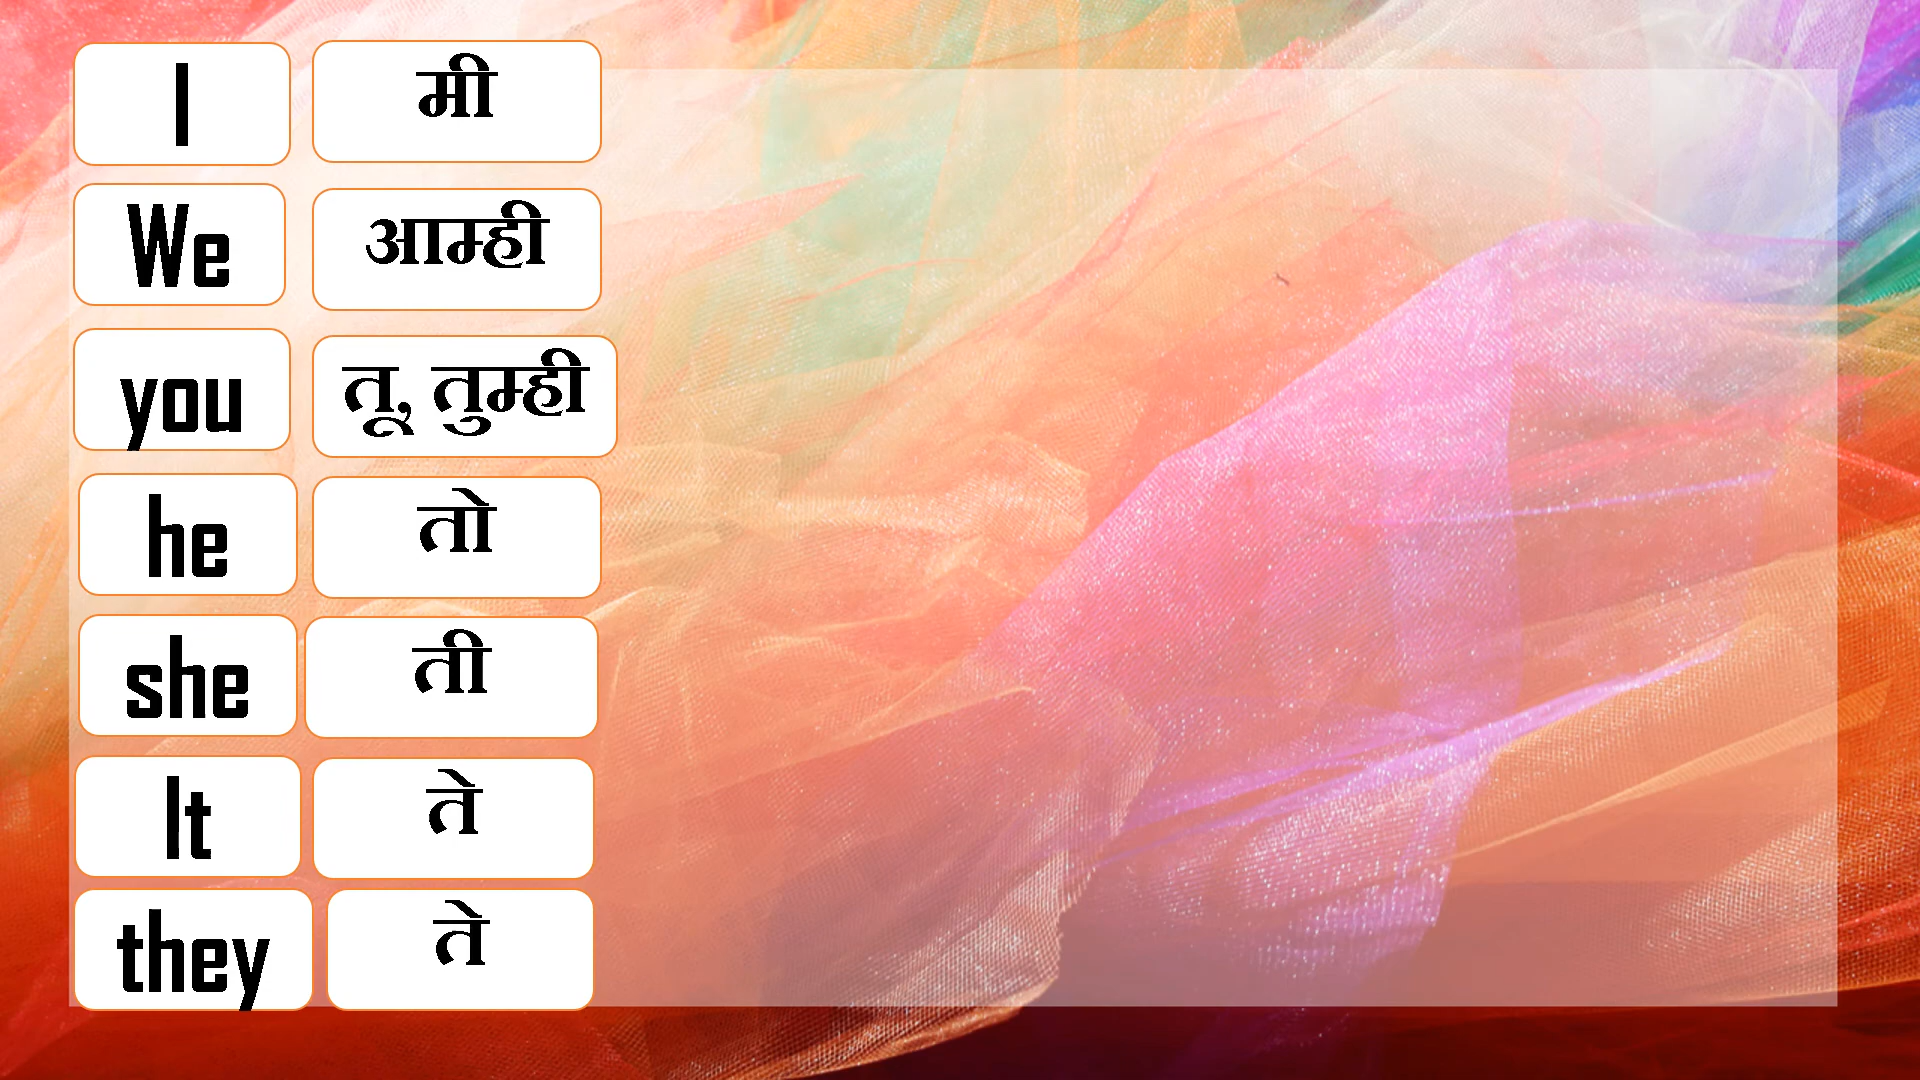 I मी
We आम्ही
you तू, तुम्ही
he तो
she ती
It ते
they ते